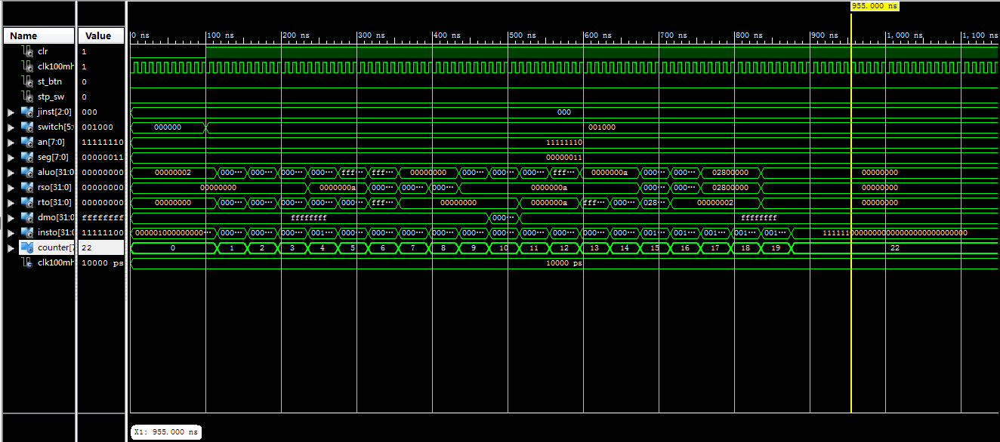 955.000 ns
Name Value 0 ns 100 ns 200 ns 300 ns 400 ns 500 ns 600 ns 700 ns 800 ns 900 ns 1,000 ns 1,100 ns
clr 1
clk100mh 1
st_btn 0
stp_sw 0
jinst[2:0] 000 000
switch[5: 001000 000000 001000
an[7:0] 11111110 11111110
seg[7:0] 00000011 00000011
aluo[31:0 00000000 00000002 000··· 000··· 000··· 000··· fff··· fff··· 00000000 000··· 000··· 000··· fff··· 0000000a 000··· 000··· 02800000 00000000
rso[31:0] 00000000 00000000 0000000a 000··· 000··· 000··· 0000000a 000··· 000··· 02800000 00000000
rto[31:0] 00000000 00000000 000··· 000··· 000··· 000··· 000··· fff··· 00000000 0000000a fff··· 000··· 028··· 00000002 00000000
dmo[31:0 ffffffff ffffffff 000··· ffffffff
insto[31:0 11111100 0000001000000000··· 000··· 000··· 000··· 001··· 000··· 000··· 000··· 000··· 000··· 000··· 000··· 000··· 000··· 000··· 001··· 001··· 001··· 001··· 001··· 11111100000000000000000000000000
counter[7 22 0 1 2 3 4 5 6 7 8 9 10 11 12 13 14 15 16 17 18 19 22
clk100mh 10000 ps 10000 ps
X1: 955.000 ns